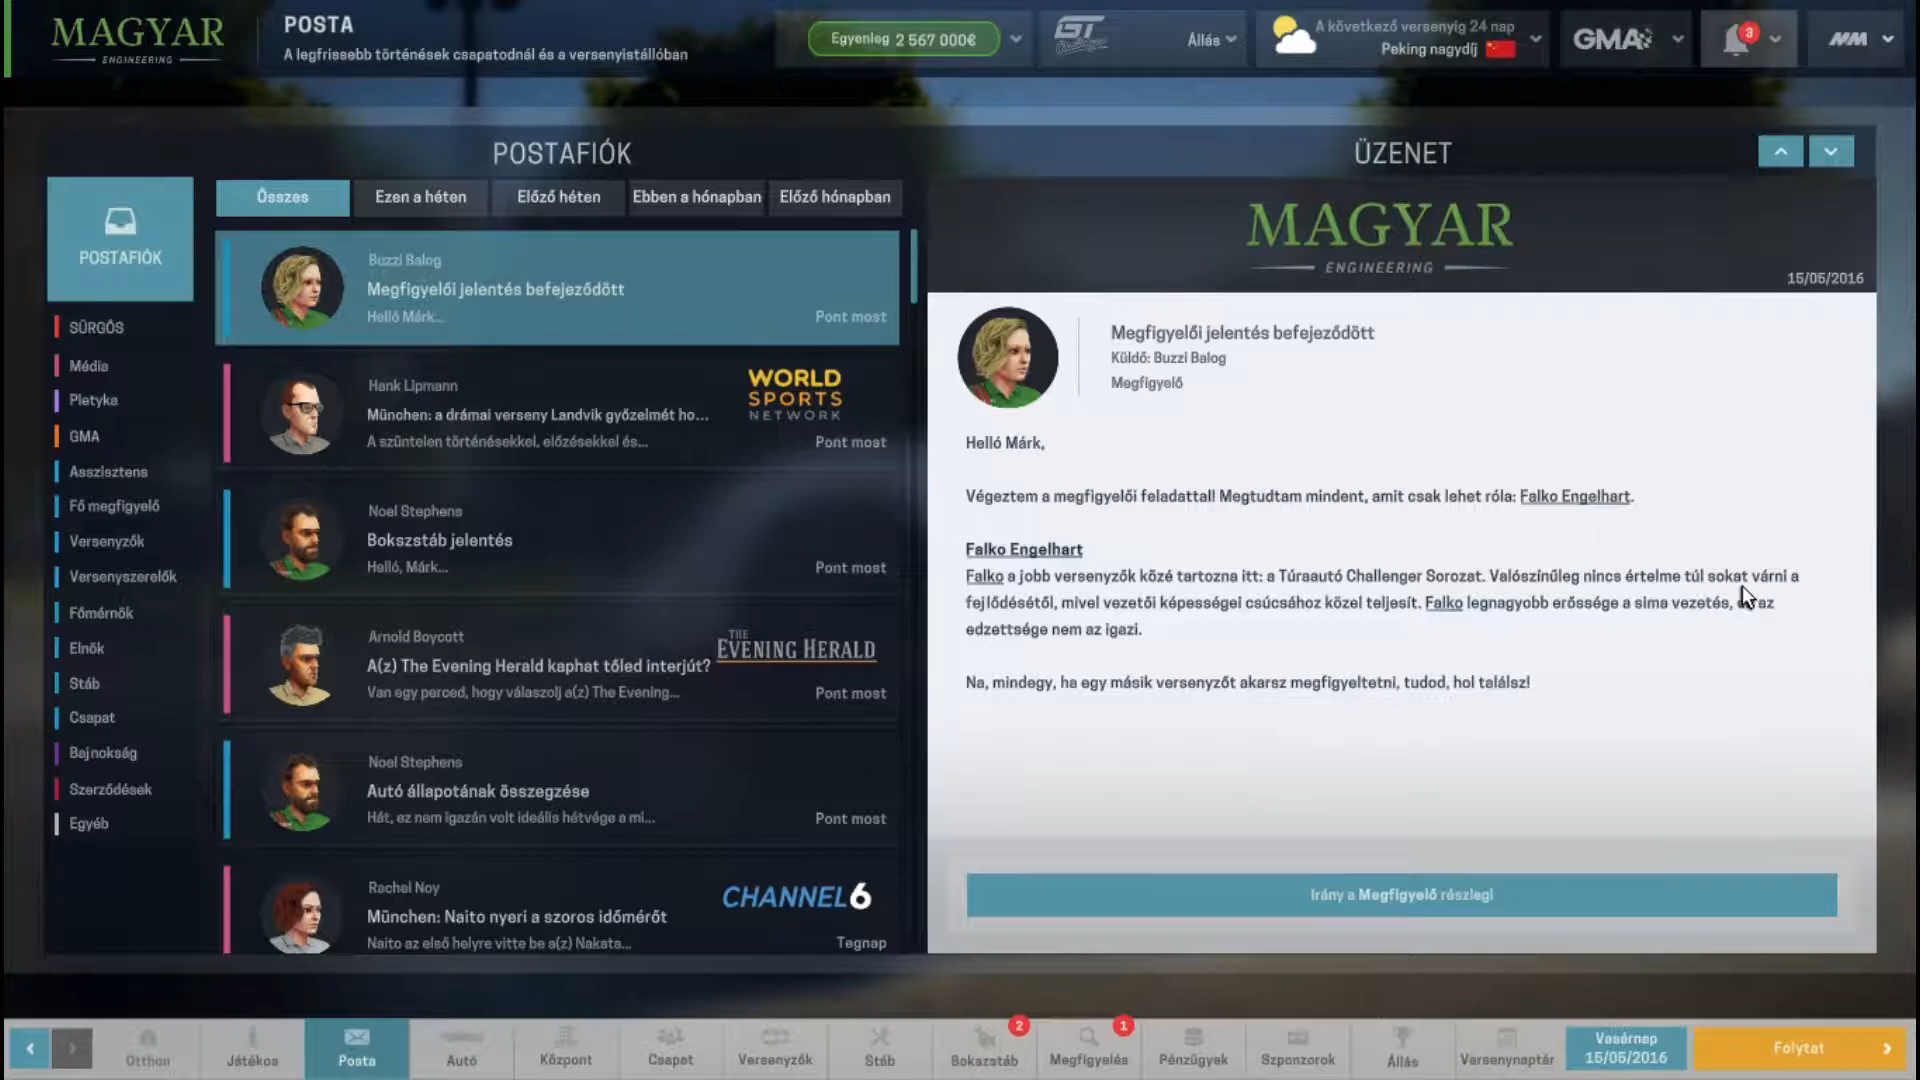 MAGYAR
ENGINEERING
POSTA
A legfrissebb történések csapatodnál és a versenyistállóban
Egyenleg 2 567 000€
GT
Állás
A következő versenyig 24 nap
Peking nagydíj
GMA
3
MM
POSTAFIÓK
ÜZENET
POSTAFIÓK
Összes
Ezen a héten
Előző héten
Ebben a hónapban
Előző hónapban
SÜRGŐS
Média
Pletyka
GMA
Asszisztens
Fő megfigyelő
Versenyzők
Versenyszerelők
Főmérnök
Elnök
Stáb
Csapat
Bajnokság
Szerződések
Egyéb
Buzzi Balog
Megfigyelői jelentés befejeződött
Helló Márk...
Pont most
Hank Lipmann
WORLD
SPORTS
NETWORK
München: a drámai verseny Landvik győzelmét ho...
A szűntelen történésekkel, előzésekkel és...
Pont most
Noel Stephens
Bokszstáb jelentés
Helló, Márk...
Pont most
Arnold Boycott
THE
EVENING HERALD
A(z) The Evening Herald kaphat tőled interjút?
Van egy perced, hogy válaszolj a(z) The Evening...
Pont most
Noel Stephens
Autó állapotának összegzése
Hát, ez nem igazán volt ideális hétvége a mi...
Pont most
Rachel Noy
CHANNEL6
München: Naito nyeri a szoros időmérőt
Naito az első helyre vitte be a(z) Nakata...
Tegnap
MAGYAR
ENGINEERING
15/05/2016
Megfigyelői jelentés befejeződött
Küldő: Buzzi Balog
Megfigyelő
Helló Márk,
Végeztem a megfigyelői feladattal! Megtudtam mindent, amit csak lehet róla: Falko Engelhart.
Falko Engelhart
Falko a jobb versenyzők közé tartozna itt: a Túraautó Challenger Sorozat. Valószínűleg nincs értelme túl sokat várni a
fejlődésétől, mivel vezetői képességei csúcsához közel teljesít. Falko legnagyobb erőssége a sima vezetés, az
edzettsége nem az igazi.
Na, mindegy, ha egy másik versenyzőt akarsz megfigyeltetni, tudod, hol találsz!
Irány a Megfigyelő részleg!
Otthon
Játékos
Posta
Autó
Központ
Csapat
Versenyzők
Stáb
2
Bokszstáb
1
Megfigyelés
Pénzügyek
Szponzorok
Állás
Versenynaptár
Vasárnap
15/05/2016
Folytat